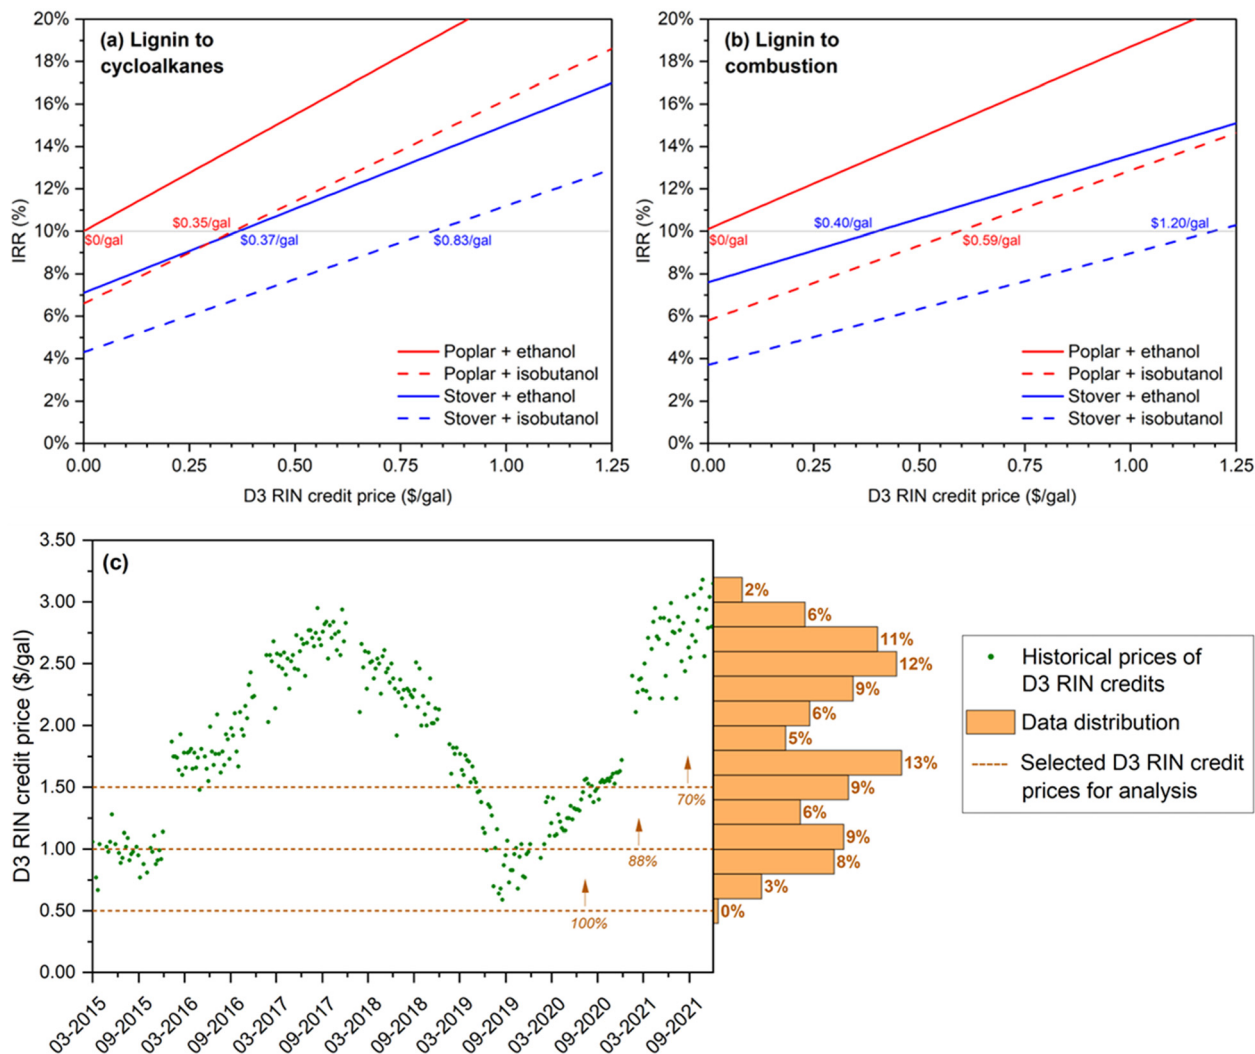 20%
18%
16%
14%
12%
10%
8%
6%
4%
2%
0%
IRR (%)
(a) Lignin to
cycloalkanes
$0.35/gal
$0/gal
$0.37/gal
$0.83/gal
Poplar + ethanol
Poplar + isobutanol
Stover + ethanol
Stover + isobutanol
0.00 0.25 0.50 0.75 1.00 1.25
D3 RIN credit price ($/gal)
20%
18%
16%
14%
12%
10%
8%
6%
4%
2%
0%
IRR (%)
(b) Lignin to
combustion
$0.40/gal
$1.20/gal
$0/gal
$0.59/gal
Poplar + ethanol
Poplar + isobutanol
Stover + ethanol
Stover + isobutanol
0.00 0.25 0.50 0.75 1.00 1.25
D3 RIN credit price ($/gal)
(c)
3.50
3.00
2.50
2.00
1.50
1.00
0.50
0.00
D3 RIN credit price ($/gal)
70%
88%
100%
03-2015 09-2015 03-2016 09-2016 03-2017 09-2017 03-2018 09-2018 03-2019 09-2019 03-2020 09-2020 03-2021 09-2021
2%
6%
11%
12%
9%
6%
5%
13%
9%
6%
9%
8%
3%
0%
Historical prices of
D3 RIN credits
Data distribution
Selected D3 RIN credit
prices for analysis